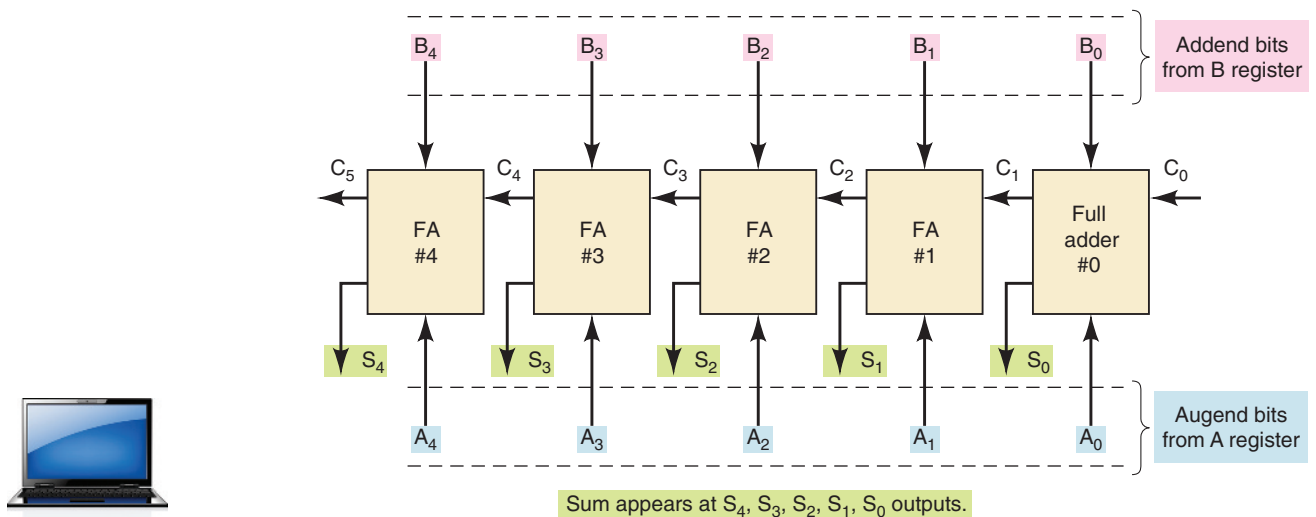 B₄ B₃ B₂ B₁ B₀
Addend bits
from B register
C₅ C₄ C₃ C₂ C₁ C₀
FA
#4
FA
#3
FA
#2
FA
#1
Full
adder
#0
S₄ S₃ S₂ S₁ S₀
A₄ A₃ A₂ A₁ A₀
Augend bits
from A register
Sum appears at S₄, S₃, S₂, S₁, S₀ outputs.